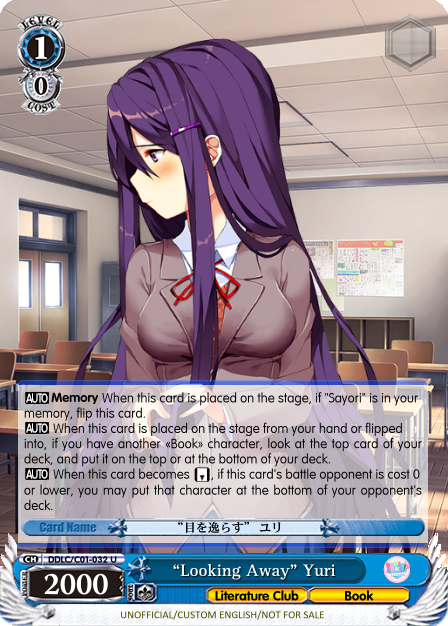 LEVEL
1
0
COST
AUTO Memory When this card is placed on the stage, if "Sayori" is in your
memory, flip this card.
AUTO When this card is placed on the stage from your hand or flipped
into, if you have another «Book» character, look at the top card of your
deck, and put it on the top or at the bottom of your deck.
AUTO When this card becomes [▼], if this card's battle opponent is cost 0
or lower, you may put that character at the bottom of your opponent's
deck.
Card Name
“目を逸らす” ユリ
CH DDLC/C01-032 U
POWER
2000
SOUL
“Looking Away” Yuri
Literature Club
Book
UNOFFICIAL/CUSTOM ENGLISH/NOT FOR SALE